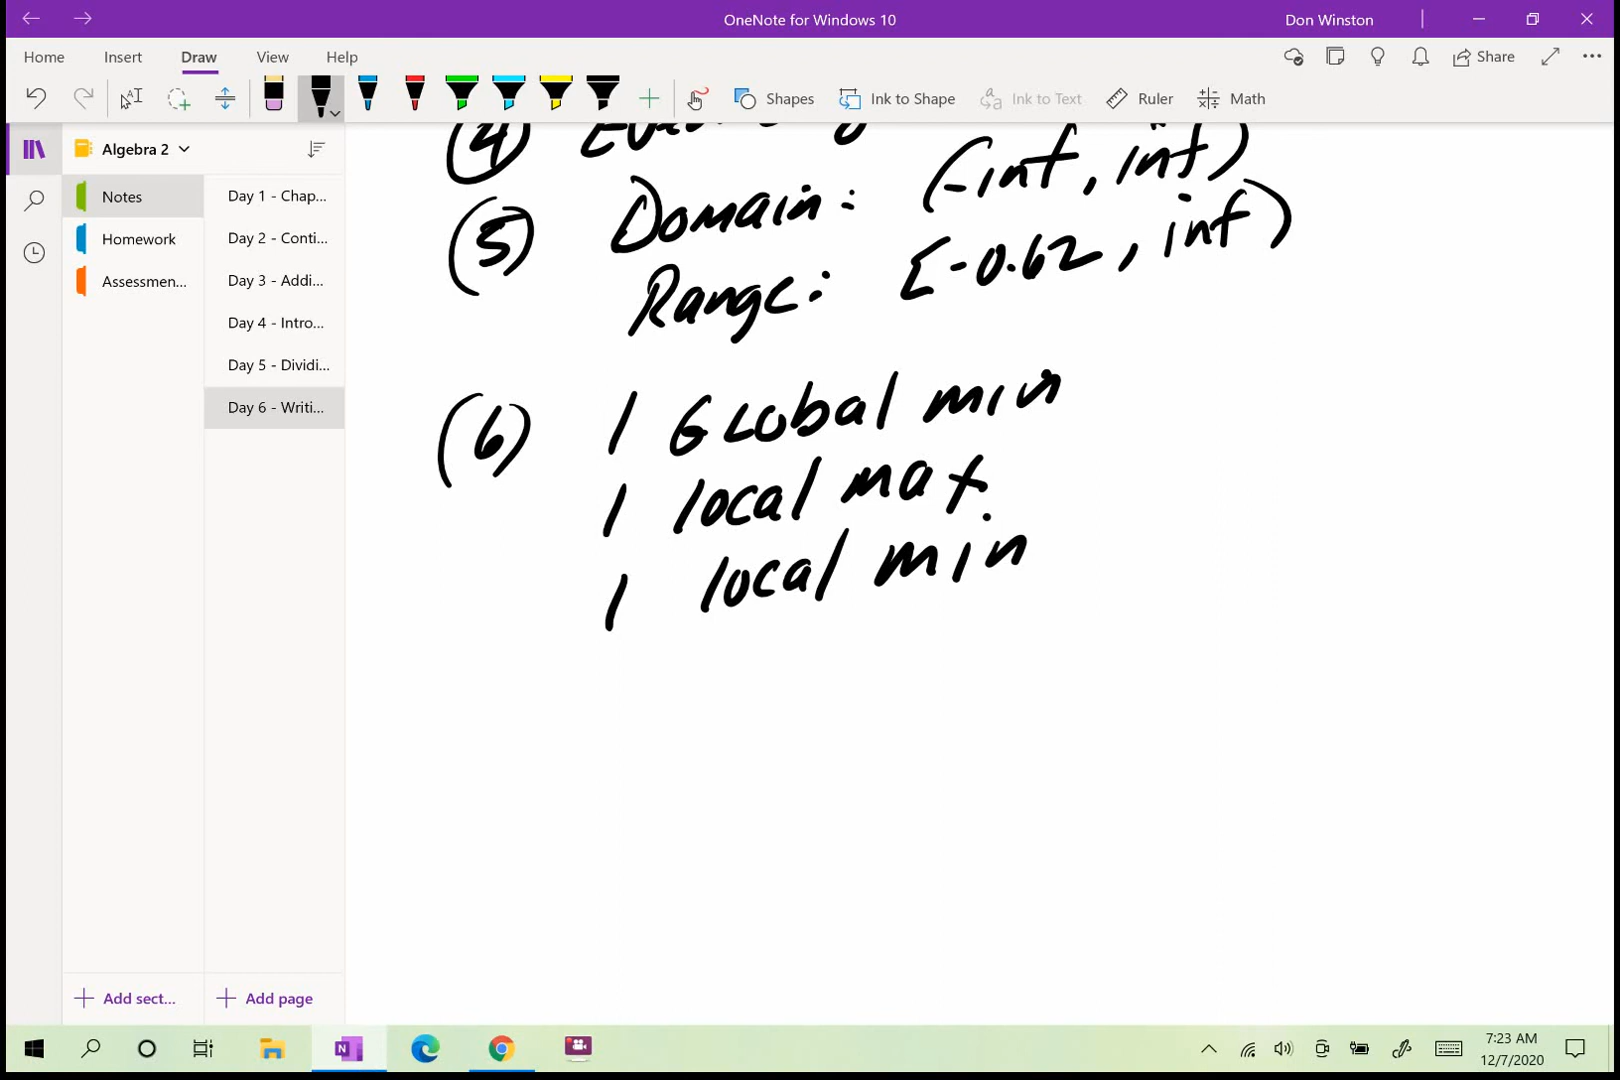 OneNote for Windows 10
Don Winston
Home Insert Draw View Help
Share
Shapes Ink to Shape Ink to Text Ruler Math
Algebra 2
Notes
Homework
Assessmen...
Day 1 - Chap...
Day 2 - Conti...
Day 3 - Addi...
Day 4 - Intro...
Day 5 - Dividi...
Day 6 - Writi...
(4)
(5) Domain: (-inf, inf)
Range: [-0.62, inf)
(6) 1 Global min
1 local max
1 local min
Add sect...
Add page
7:23 AM
12/7/2020